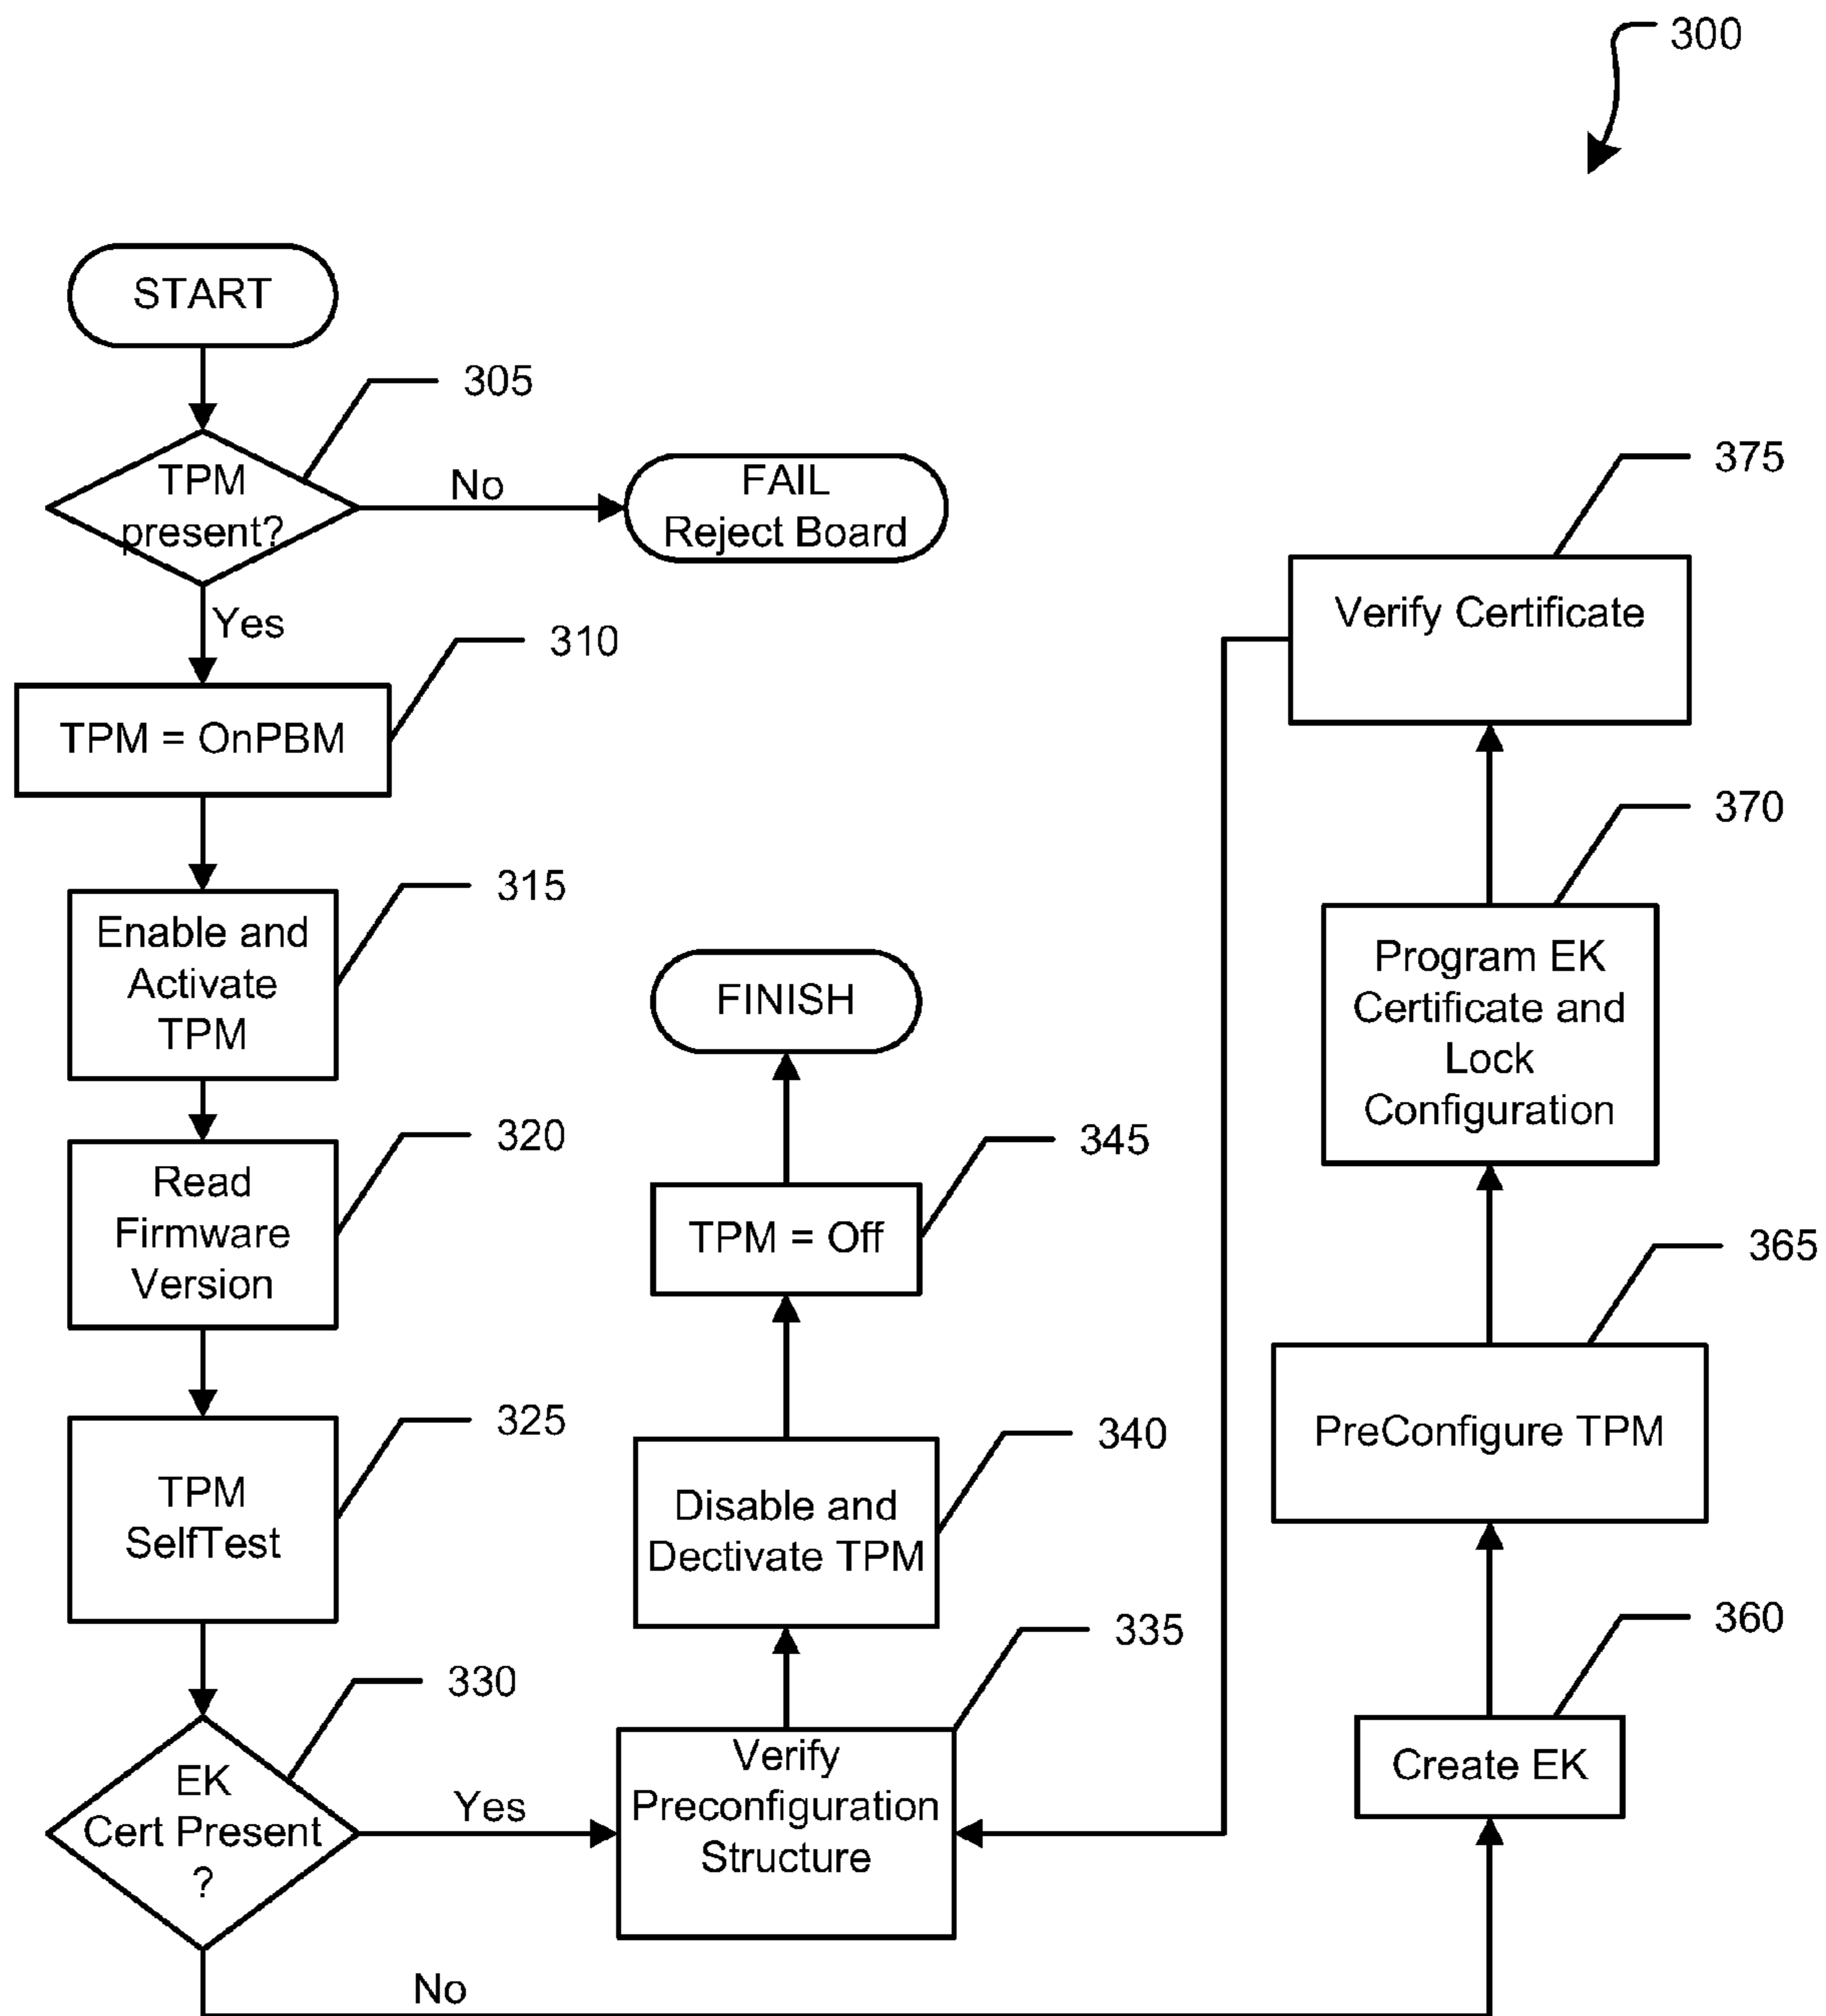 300
START
305
TPM
present?
No
FAIL
Reject Board
Yes
310
TPM = OnPBM
315
Enable and
Activate
TPM
320
Read
Firmware
Version
325
TPM
SelfTest
330
EK
Cert Present
?
Yes
No
335
Verify
Preconfiguration
Structure
340
Disable and
Dectivate TPM
345
TPM = Off
FINISH
360
Create EK
365
PreConfigure TPM
370
Program EK
Certificate and
Lock
Configuration
375
Verify Certificate